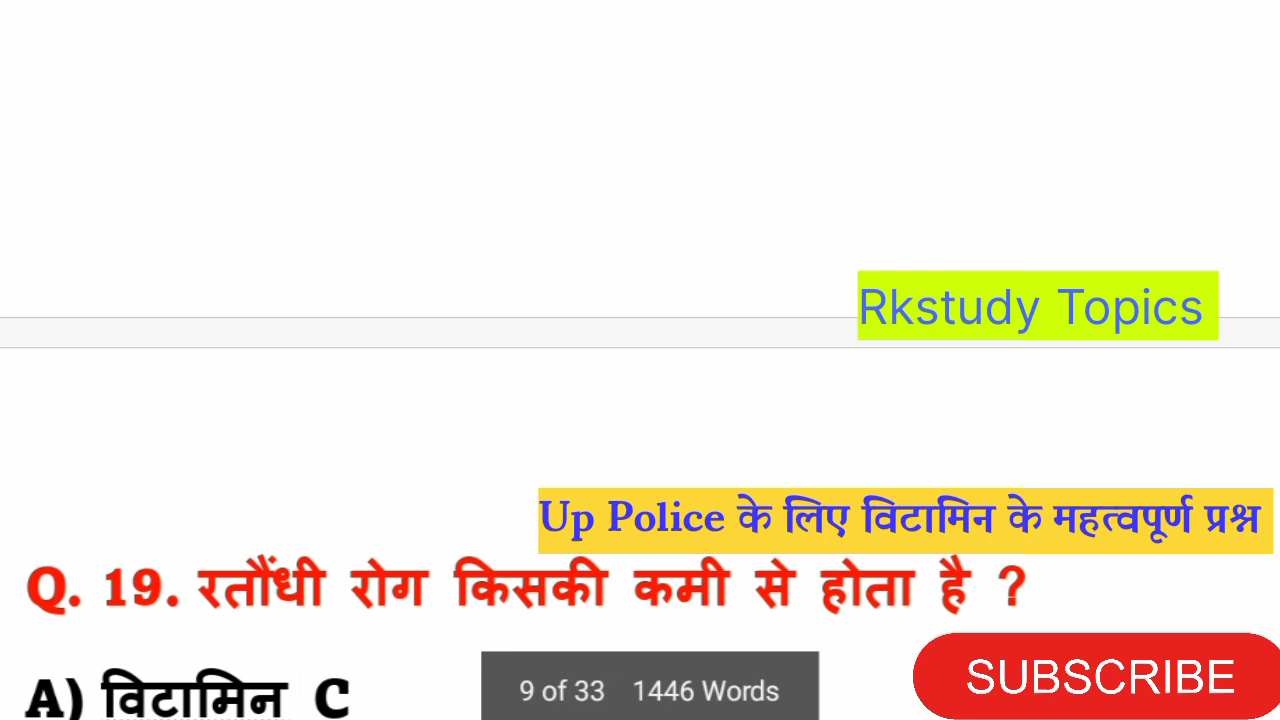 Rkstudy Topics
Up Police के लिए विटामिन के महत्वपूर्ण प्रश्न
Q. 19. रतौंधी रोग किसकी कमी से होता है ?
A) विटामिन C
9 of 33 1446 Words
SUBSCRIBE